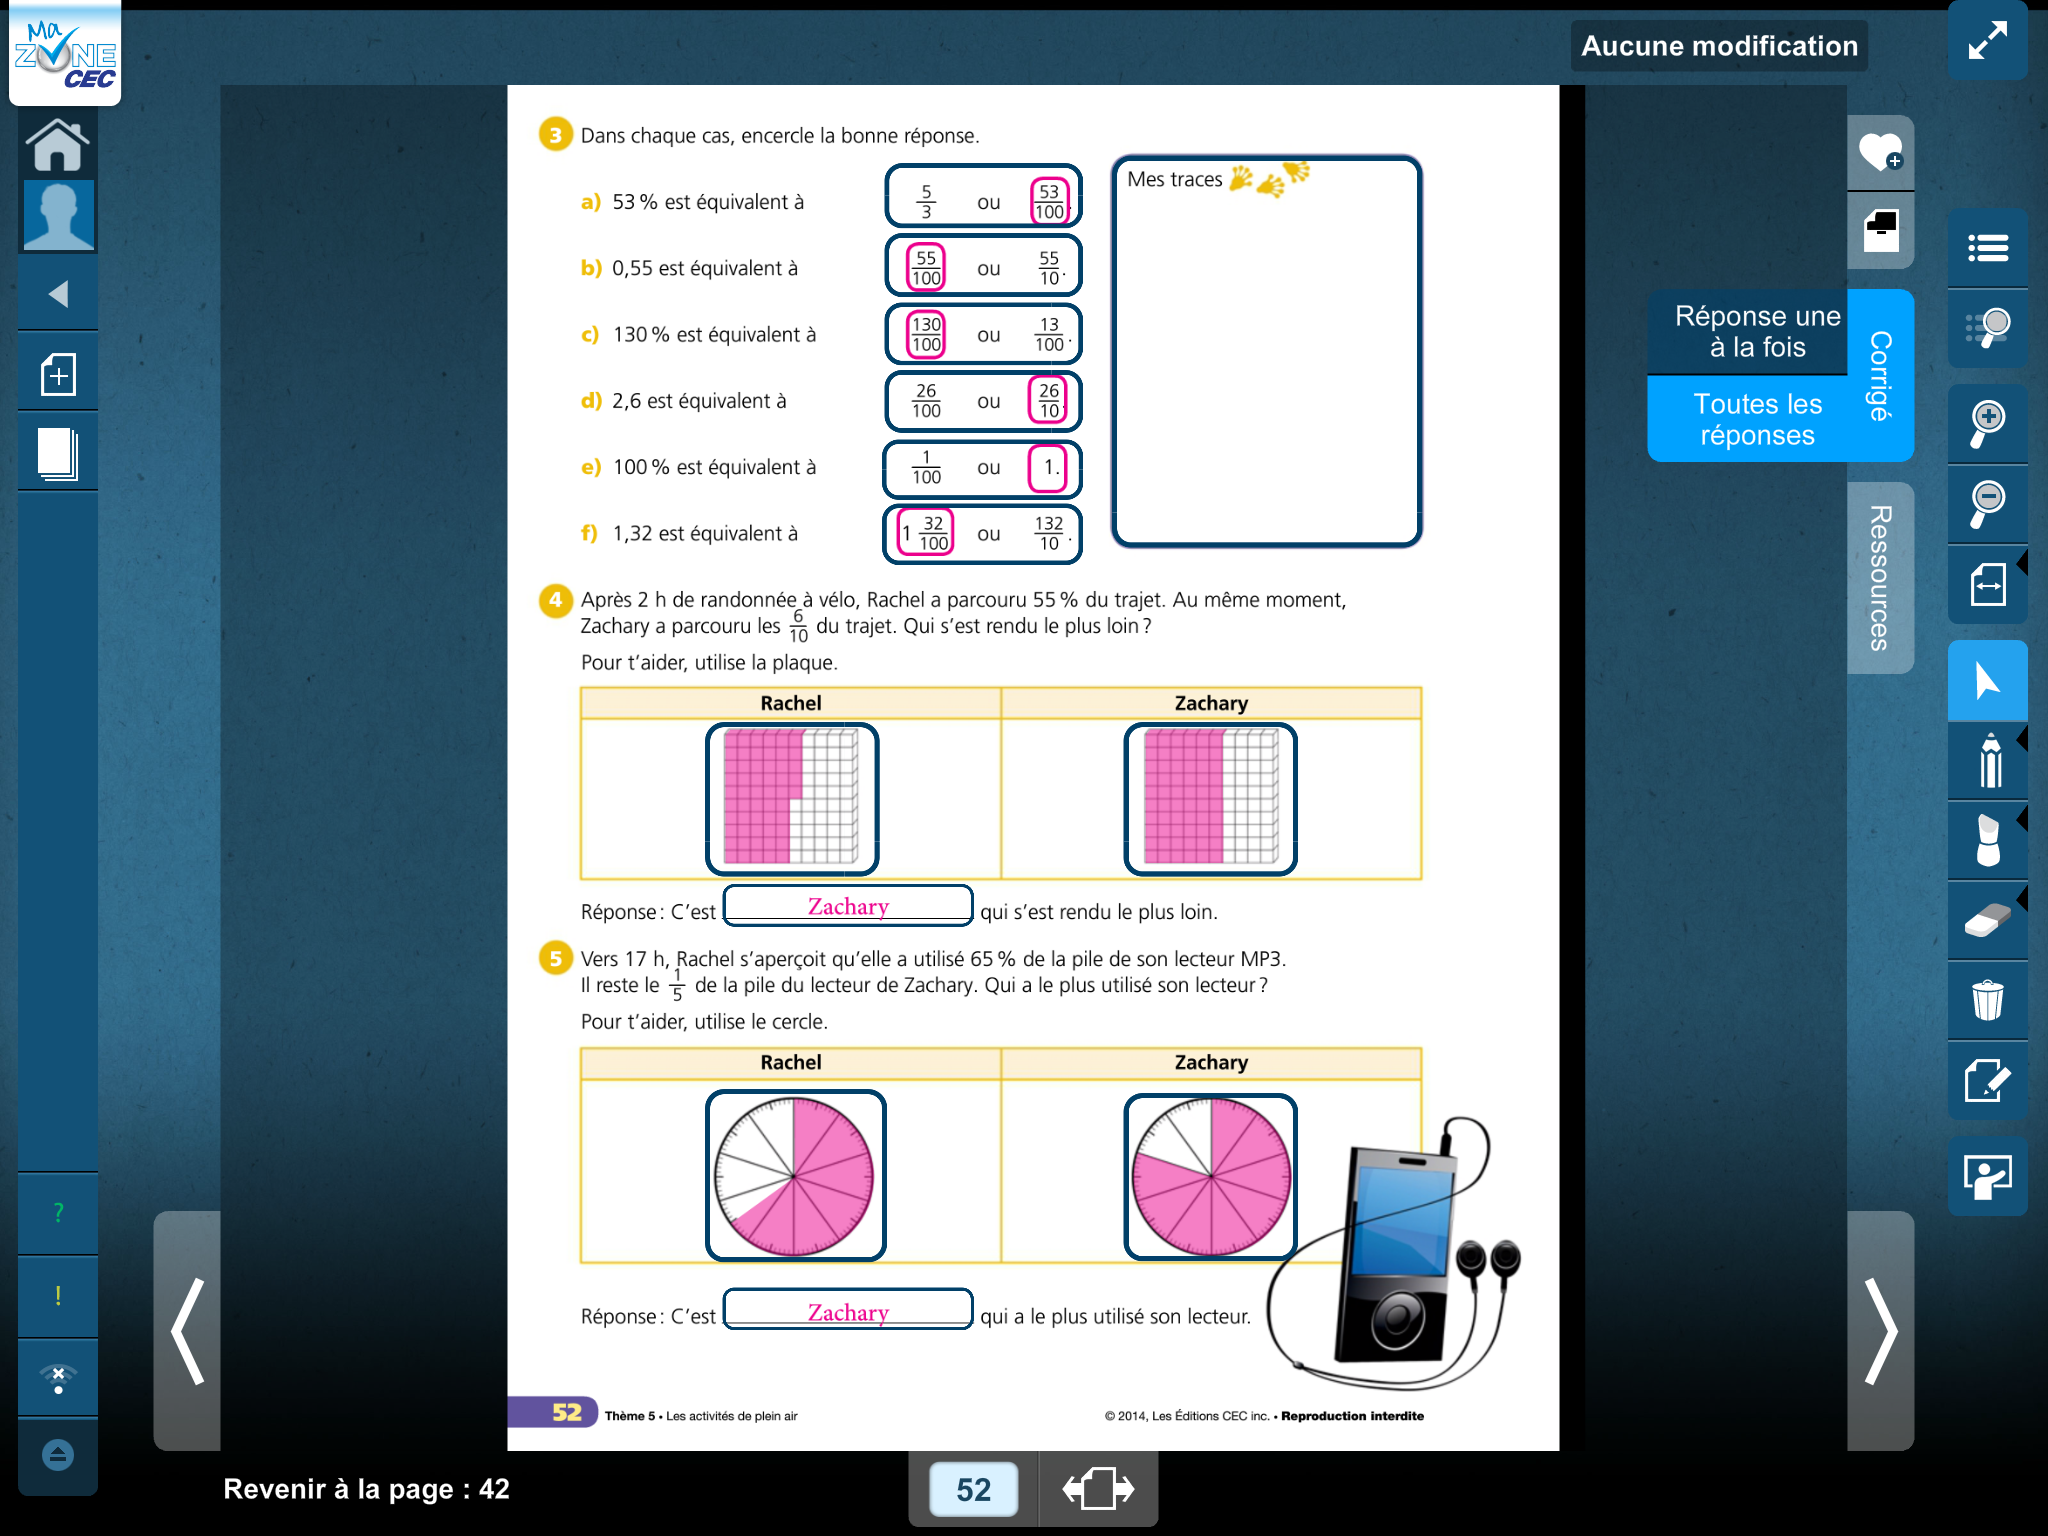 Ma
ZONE
CEC
Aucune modification
3 Dans chaque cas, encercle la bonne réponse.
Mes traces
a) 53 % est équivalent à 5/3 ou 53/100.
b) 0,55 est équivalent à 55/100 ou 55/10.
c) 130 % est équivalent à 130/100 ou 13/100.
d) 2,6 est équivalent à 26/100 ou 26/10
e) 100 % est équivalent à 1/100 ou 1.
f) 1,32 est équivalent à 1 32/100 ou 132/10.
Réponse une
à la fois
Toutes les
réponses
Corrigé
Ressources
4 Après 2 h de randonnée à vélo, Rachel a parcouru 55 % du trajet. Au même moment,
Zachary a parcouru les 6/10 du trajet. Qui s'est rendu le plus loin ?
Pour t'aider, utilise la plaque.
Rachel Zachary
Réponse : C'est Zachary qui s'est rendu le plus loin.
5 Vers 17 h, Rachel s'aperçoit qu'elle a utilisé 65 % de la pile de son lecteur MP3.
Il reste le 1/5 de la pile du lecteur de Zachary. Qui a le plus utilisé son lecteur ?
Pour t'aider, utilise le cercle.
Rachel Zachary
Réponse : C'est Zachary qui a le plus utilisé son lecteur.
52 Thème 5 • Les activités de plein air
© 2014, Les Éditions CEC inc. • Reproduction interdite
?
!
Revenir à la page : 42
52